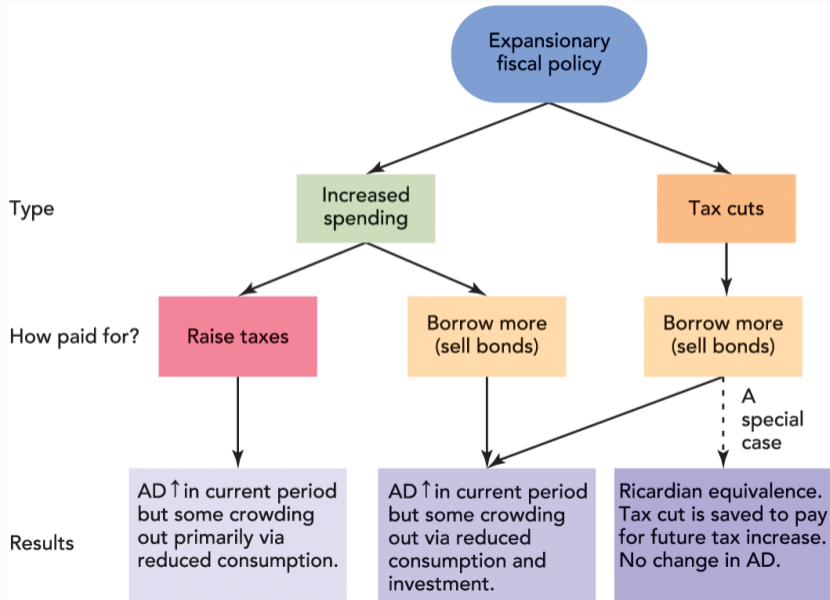 Expansionary
fiscal policy
Type
Increased
spending
Tax cuts
How paid for?
Raise taxes
Borrow more
(sell bonds)
Borrow more
(sell bonds)
A
special
case
Results
AD ↑ in current period
but some crowding
out primarily via
reduced consumption.
AD ↑ in current period
but some crowding
out via reduced
consumption and
investment.
Ricardian equivalence.
Tax cut is saved to pay
for future tax increase.
No change in AD.